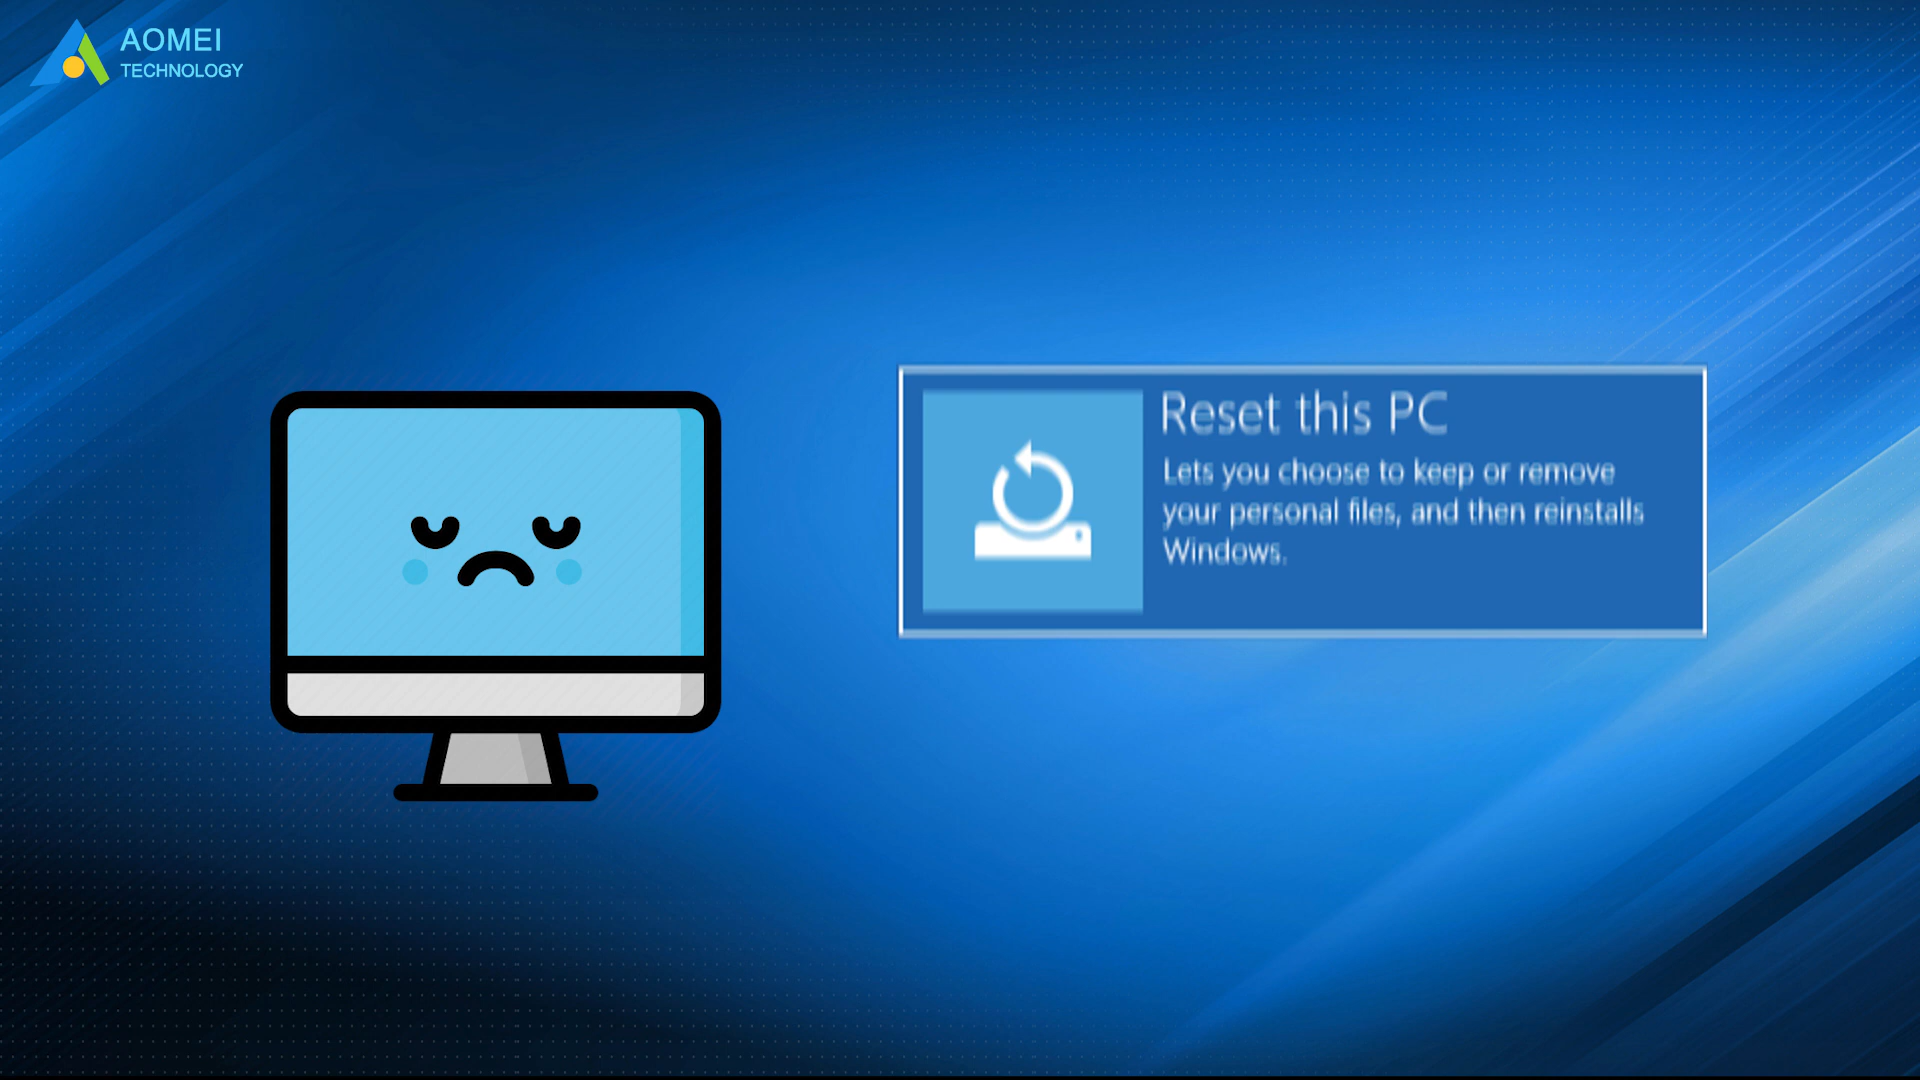 AOMEI
TECHNOLOGY
Reset this PC
Lets you choose to keep or remove
your personal files, and then reinstalls
Windows.